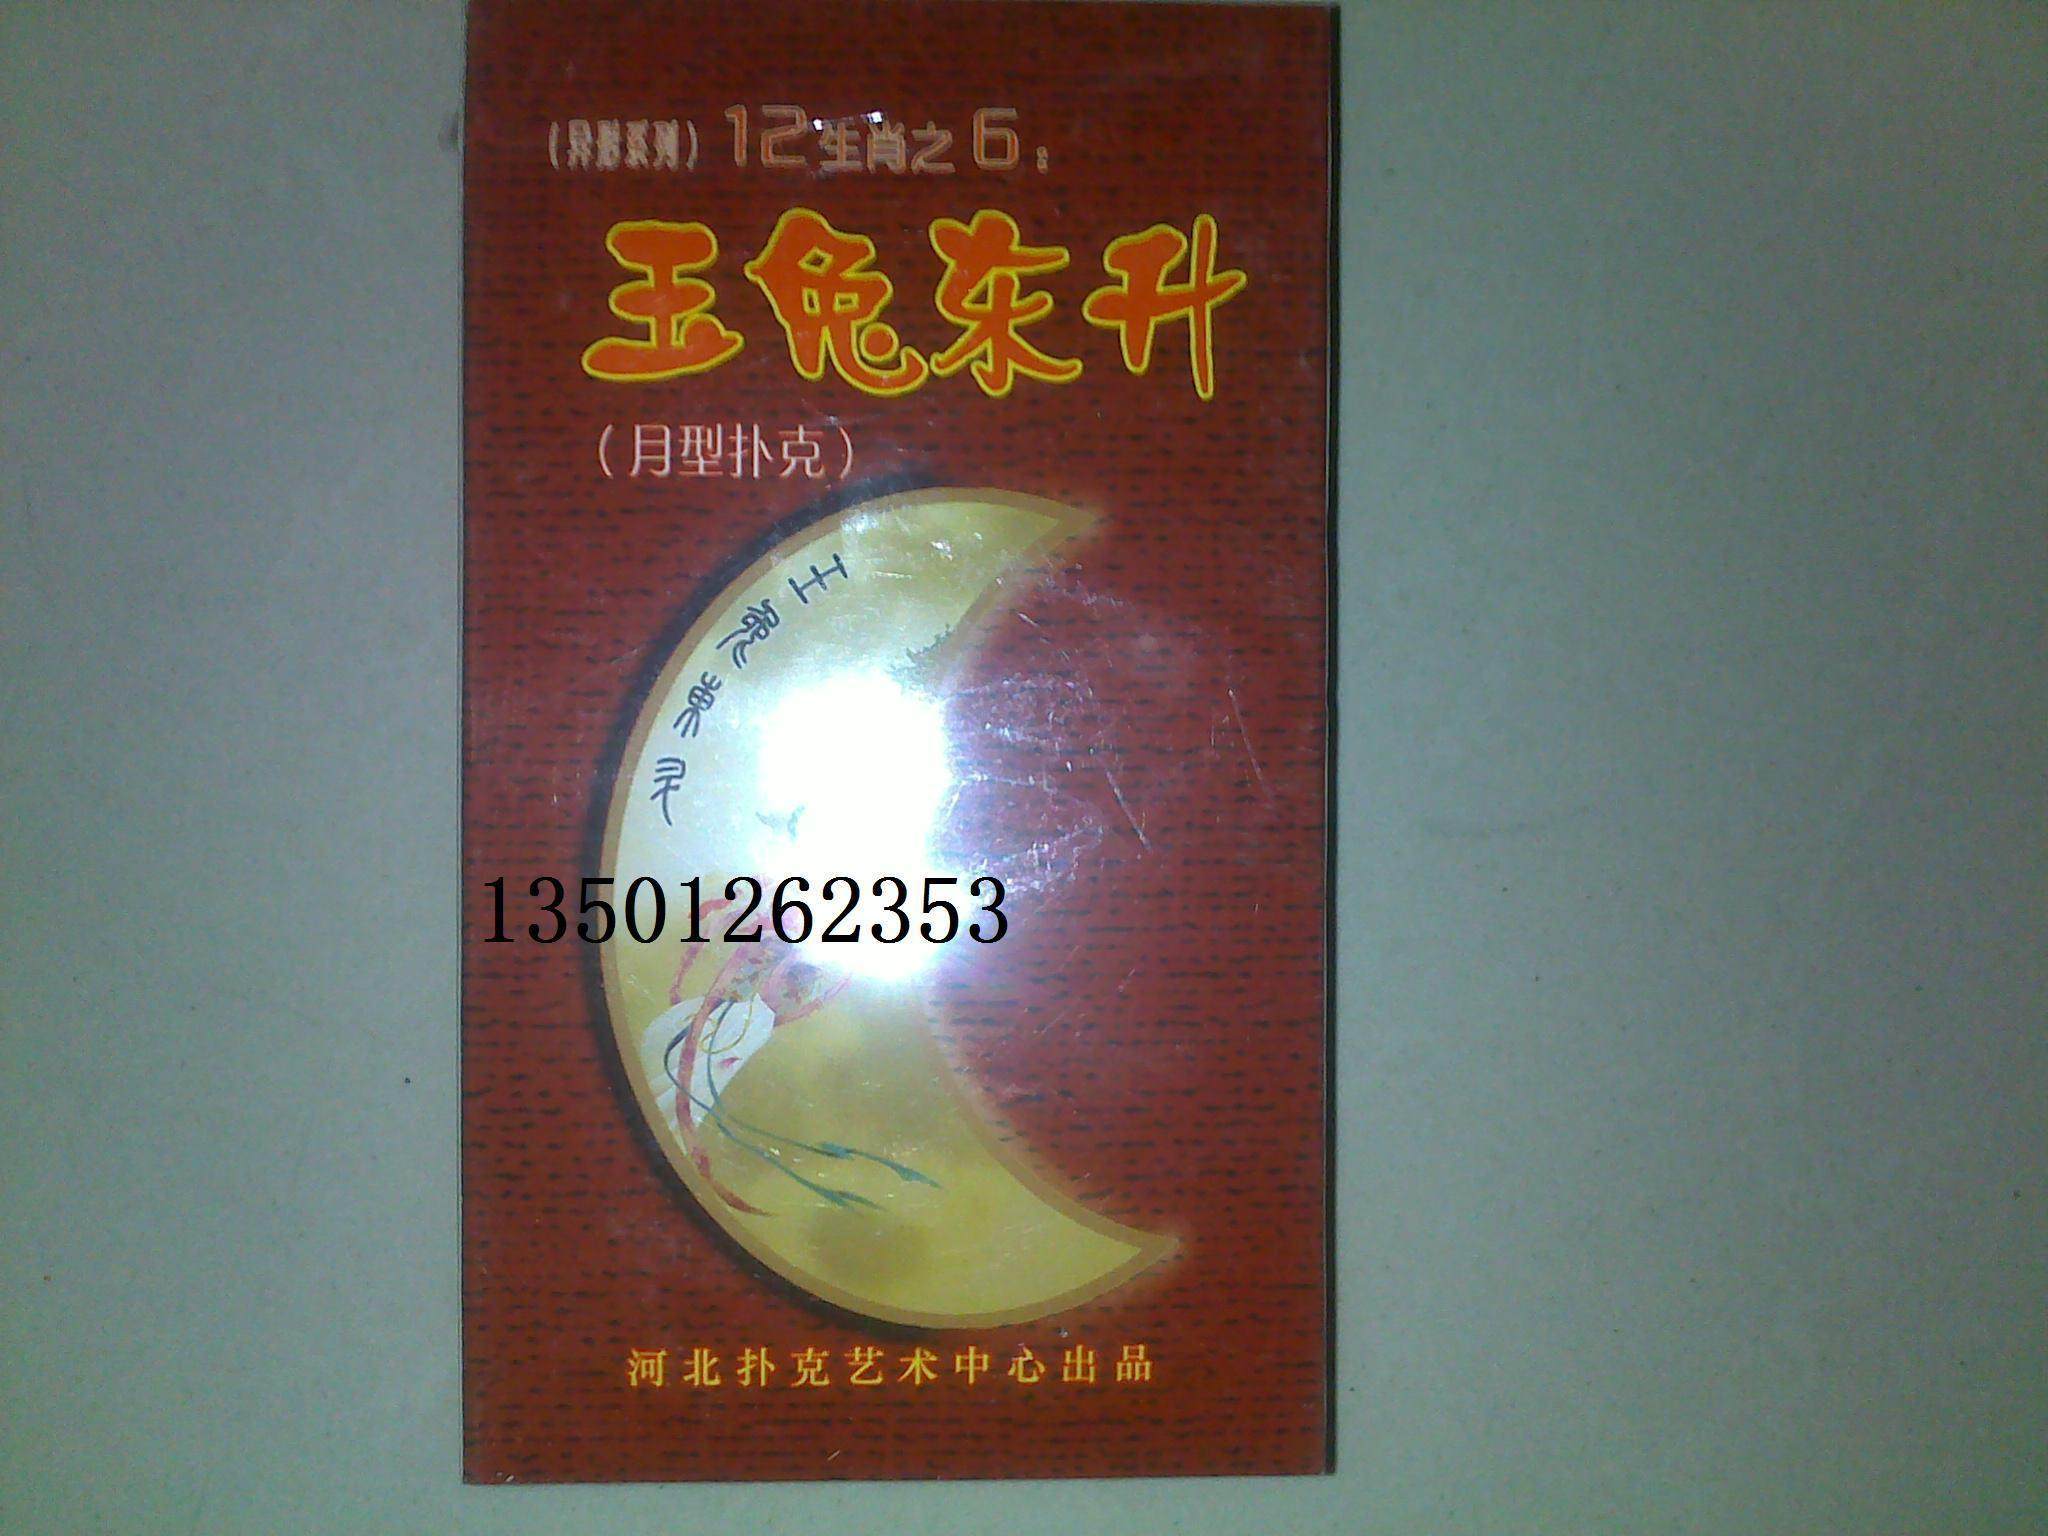 （异形系列）12生肖之6：
玉兔东升
（月型扑克）
13501262353
河北扑克艺术中心出品